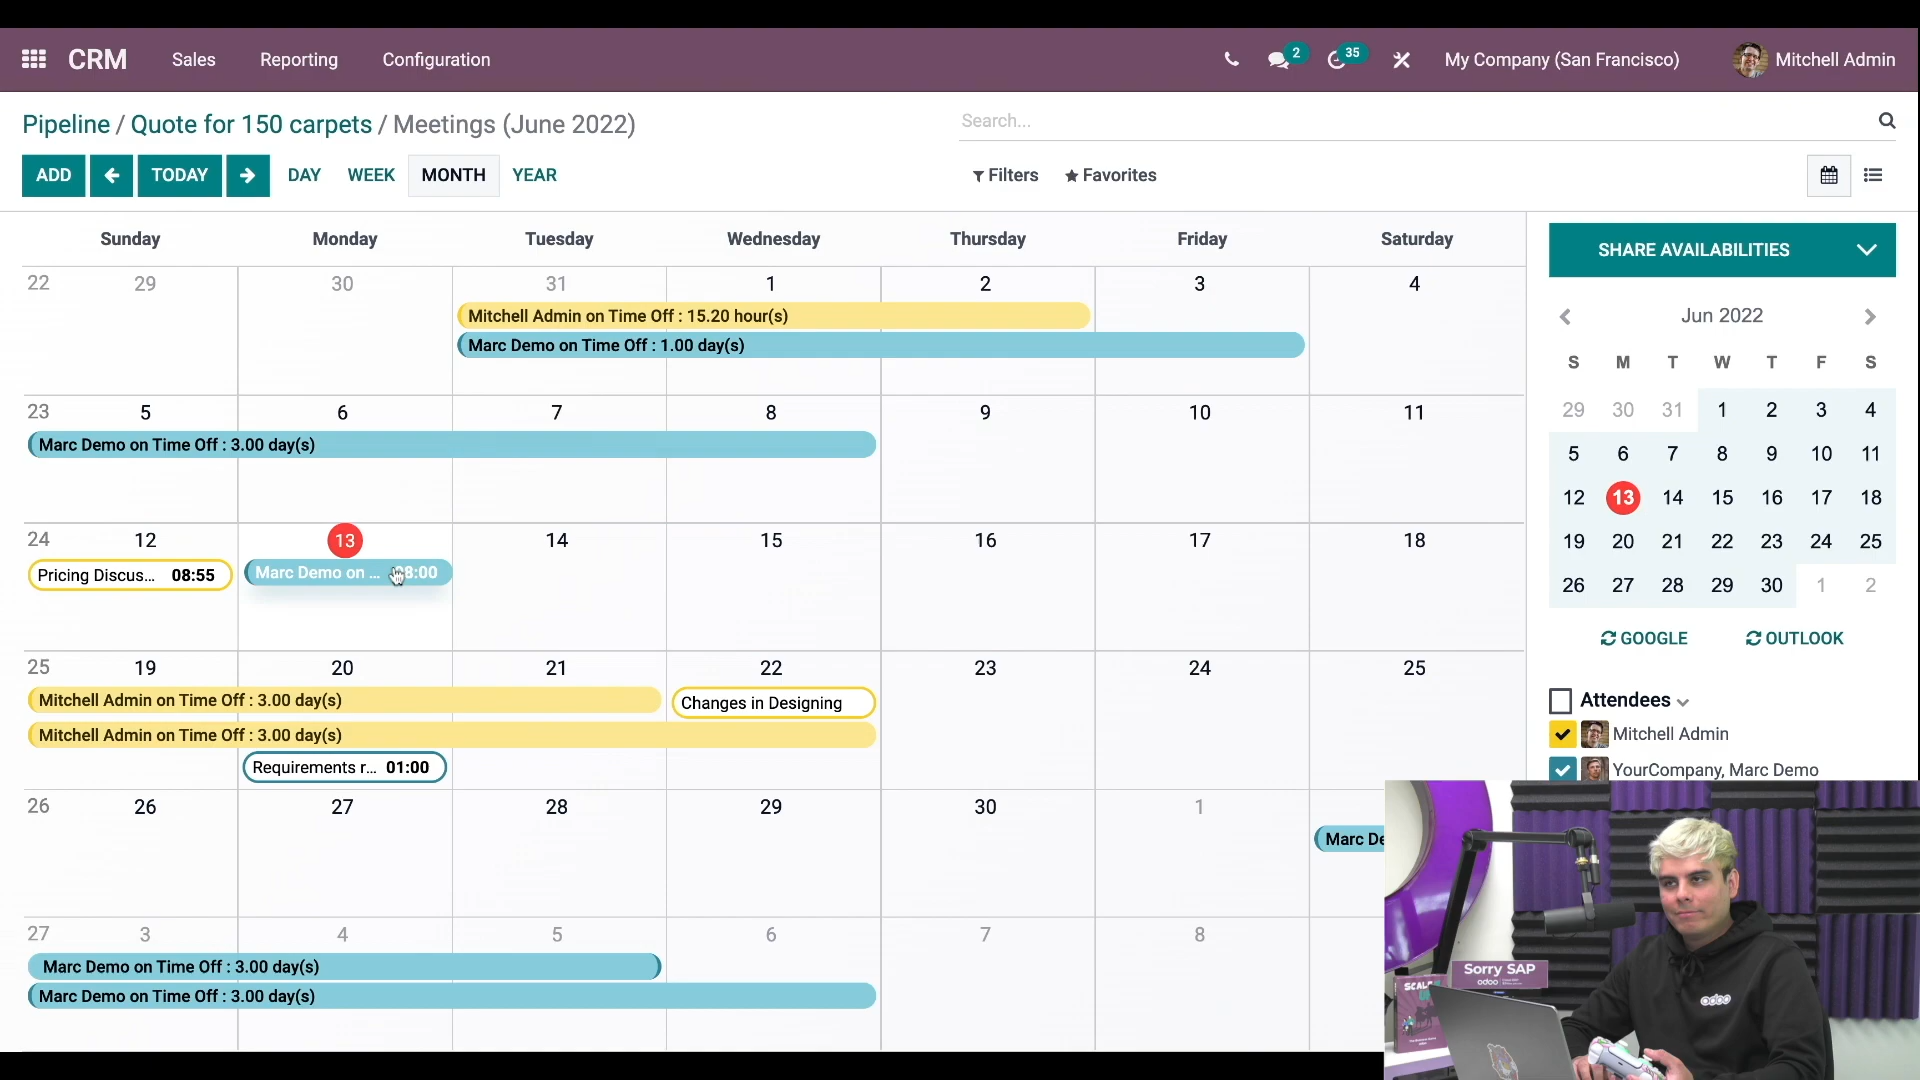 CRM Sales Reporting Configuration 2 35 My Company (San Francisco) Mitchell Admin
Pipeline / Quote for 150 carpets / Meetings (June 2022) Search...
ADD TODAY DAY WEEK MONTH YEAR Filters Favorites
Sunday Monday Tuesday Wednesday Thursday Friday Saturday
22 29 30 31 1 2 3 4
Mitchell Admin on Time Off : 15.20 hour(s)
Marc Demo on Time Off : 1.00 day(s)
23 5 6 7 8 9 10 11
Marc Demo on Time Off : 3.00 day(s)
24 12 13 14 15 16 17 18
Pricing Discus... 08:55 Marc Demo on ... 8:00
25 19 20 21 22 23 24 25
Mitchell Admin on Time Off : 3.00 day(s) Changes in Designing
Mitchell Admin on Time Off : 3.00 day(s)
Requirements r... 01:00
26 26 27 28 29 30 1
Marc De
27 3 4 5 6 7 8
Marc Demo on Time Off : 3.00 day(s)
Marc Demo on Time Off : 3.00 day(s)
SHARE AVAILABILITIES
Jun 2022
S M T W T F S
29 30 31 1 2 3 4
5 6 7 8 9 10 11
12 13 14 15 16 17 18
19 20 21 22 23 24 25
26 27 28 29 30 1 2
GOOGLE OUTLOOK
Attendees
Mitchell Admin
YourCompany, Marc Demo
Sorry SAP
odoo
SCALE
odoo